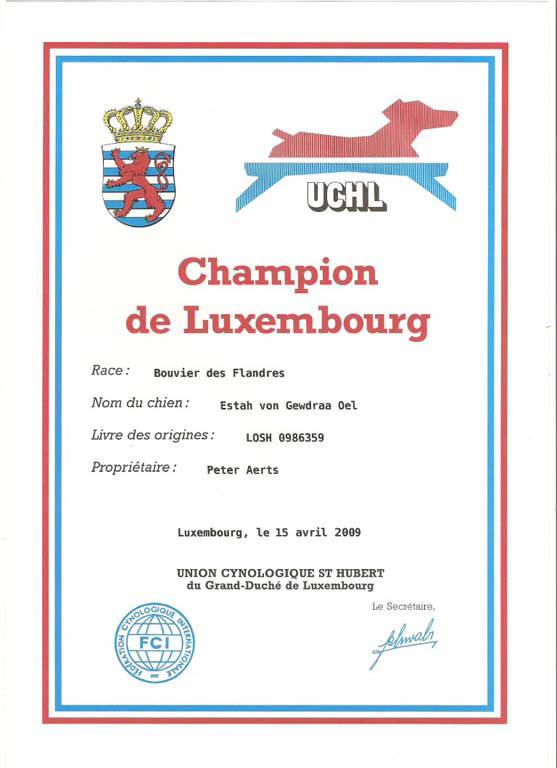 UCHL
Champion
de Luxembourg
Race : Bouvier des Flandres
Nom du chien : Estah von Gewdraa Oel
Livre des origines : LOSH 0986359
Propriétaire : Peter Aerts
Luxembourg, le 15 avril 2009
UNION CYNOLOGIQUE ST HUBERT
du Grand-Duché de Luxembourg
Le Secrétaire,
FÉDÉRATION CYNOLOGIQUE INTERNATIONALE
FCI